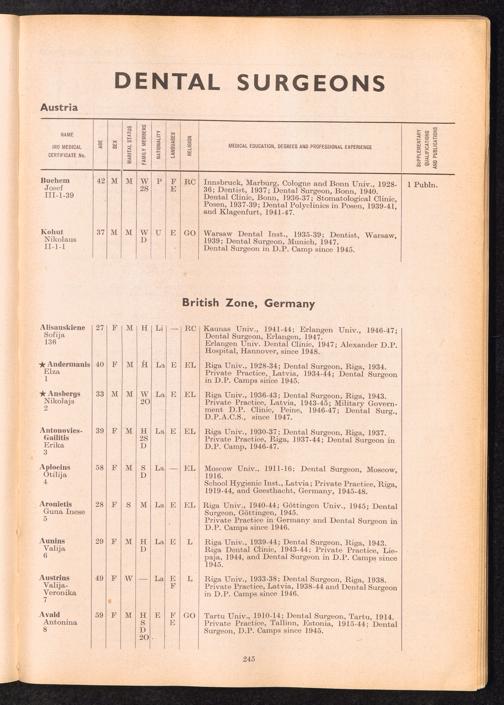 DENTAL SURGEONS
Austria
NAME
IRO MEDICAL
CERTIFICATE No.
AGE
SEX
MARITAL STATUS
FAMILY MEMBERS
NATIONALITY
LANGUAGES
RELIGION
MEDICAL EDUCATION, DEGREES AND PROFESSIONAL EXPERIENCE
SUPPLEMENTARY
QUALIFICATIONS
AND PUBLICATIONS
Buchem 42 M M W P F RC Innsbruck, Marburg, Cologne and Bonn Univ., 1928- 1 Publn.
Josef 2S E 36; Dentist, 1937; Dental Surgeon, Bonn, 1940.
III-1-39 Dental Clinic, Bonn, 1936-37; Stomatological Clinic,
Posen, 1937-39; Dental Polyclinics in Posen, 1939-41,
and Klagenfurt, 1941-47.
Kohut 37 M M W U E GO Warsaw Dental Inst., 1935-39; Dentist, Warsaw,
Nikolaus D 1939; Dental Surgeon, Munich, 1947.
II-1-1 Dental Surgeon in D.P. Camp since 1945.
British Zone, Germany
Alisauskiene 27 F M H Li — RC Kaunas Univ., 1941-44; Erlangen Univ., 1946-47;
Sofija Dental Surgeon, Erlangen, 1947.
136 Erlangen Univ. Dental Clinic, 1947; Alexander D.P.
Hospital, Hannover, since 1948.
★ Andermanis 40 F M H La E EL Riga Univ., 1928-34; Dental Surgeon, Riga, 1934.
Elza Private Practice, Latvia, 1934-44; Dental Surgeon
1 in D.P. Camps since 1945.
★ Ansbergs 33 M M W La E EL Riga Univ., 1936-43; Dental Surgeon, Riga, 1943.
Nikolajs 2O Private Practice, Latvia, 1943-45; Military Govern-
2 ment D.P. Clinic, Peine, 1946-47; Dental Surg.,
D.P.A.C.S., since 1947.
Antonovics- 39 F M H La E EL Riga Univ., 1930-37; Dental Surgeon, Riga, 1937.
Gailitis 2S Private Practice, Riga, 1937-44; Dental Surgeon in
Erika D D.P. Camp, 1946-47.
3
Aplocins 58 F M S La — EL Moscow Univ., 1911-16; Dental Surgeon, Moscow,
Otilija D 1916.
4 School Hygienic Inst., Latvia; Private Practice, Riga,
1919-44, and Geesthacht, Germany, 1945-48.
Aronietis 28 F S M La E EL Riga Univ., 1940-44; Göttingen Univ., 1945; Dental
Guna Inese Surgeon, Göttingen, 1945.
5 Private Practice in Germany and Dental Surgeon in
D.P. Camps since 1946.
Aunins 29 F M H La E L Riga Univ., 1939-44; Dental Surgeon, Riga, 1942.
Valija D Riga Dental Clinic, 1943-44; Private Practice, Lie-
6 paja, 1944, and Dental Surgeon in D.P. Camps since
1945.
Austrins 49 F W — La E L Riga Univ., 1933-38; Dental Surgeon, Riga, 1938.
Valija- F Private Practice, Latvia, 1938-44 and Dental Surgeon
Veronika in D.P. Camps since 1946.
7
Avald 59 F M H E F GO Tartu Univ., 1910-14; Dental Surgeon, Tartu, 1914.
Antonina S E Private Practice, Tallinn, Estonia, 1915-44; Dental
8 D Surgeon, D.P. Camps since 1945.
2O
245